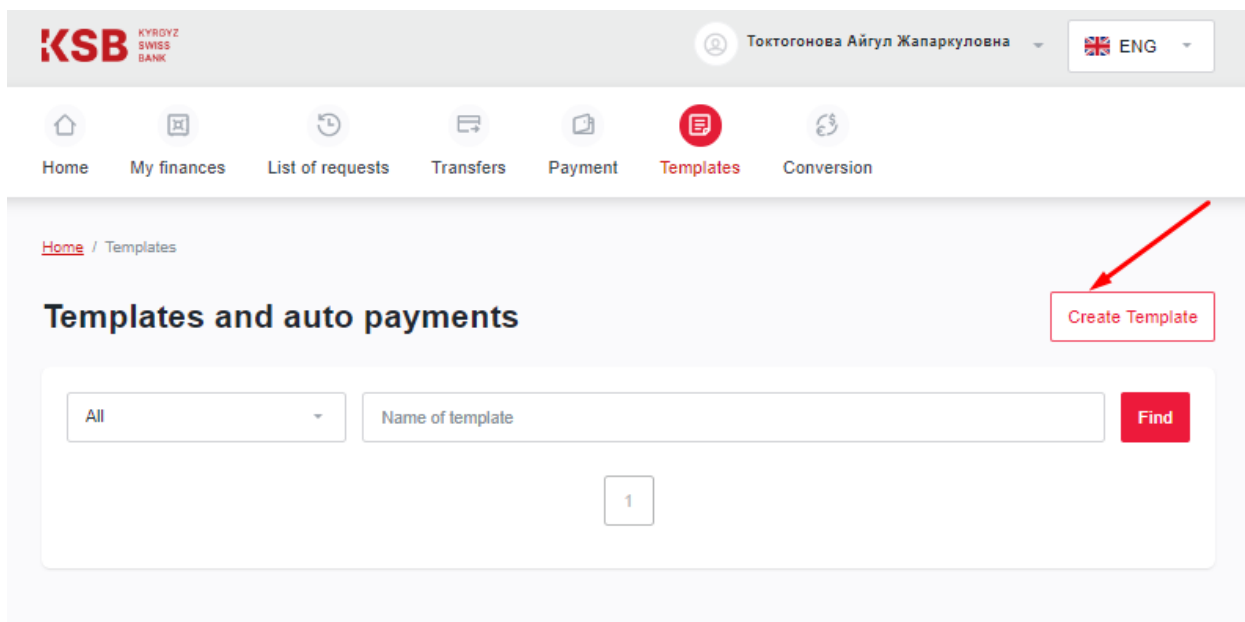 KSB
KYRGYZ
SWISS
BANK
Токтогонова Айгул Жапаркуловна
ENG
Home
My finances
List of requests
Transfers
Payment
Templates
Conversion
Home / Templates
Templates and auto payments
Create Template
All
Name of template
Find
1